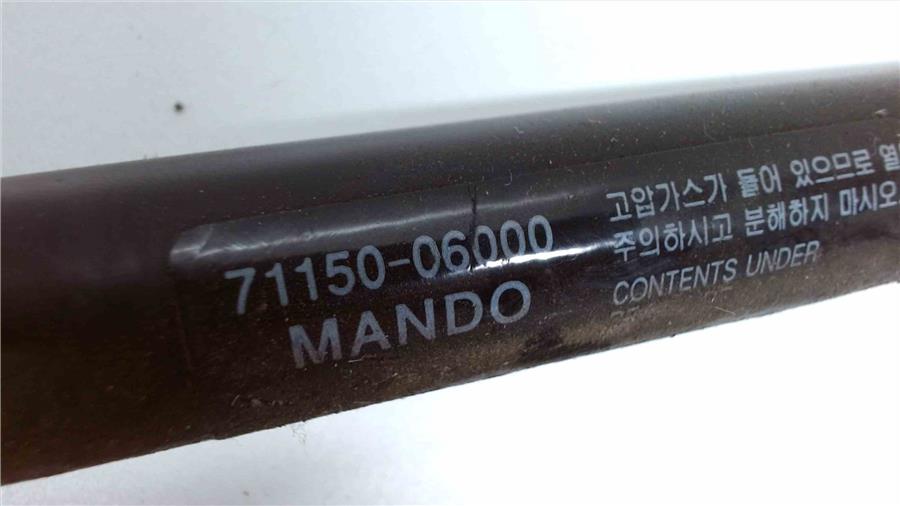 71150-06000
MANDO
고압가스가 들어 있으므로
주의하시고 분해하지 마시오
CONTENTS UNDER